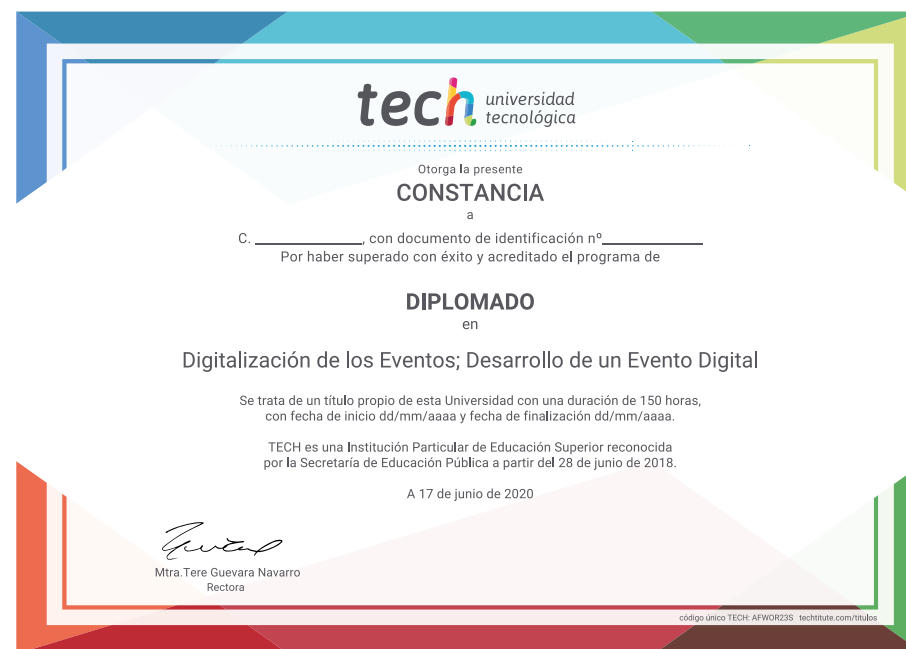 tech universidad
tecnológica
Otorga la presente
CONSTANCIA
a
C. ____________, con documento de identificación nº____________
Por haber superado con éxito y acreditado el programa de
DIPLOMADO
en
Digitalización de los Eventos; Desarrollo de un Evento Digital
Se trata de un título propio de esta Universidad con una duración de 150 horas,
con fecha de inicio dd/mm/aaaa y fecha de finalización dd/mm/aaaa.
TECH es una Institución Particular de Educación Superior reconocida
por la Secretaría de Educación Pública a partir del 28 de junio de 2018.
A 17 de junio de 2020
Mtra.Tere Guevara Navarro
Rectora
código único TECH: AFWOR23S techtitute.com/titulos